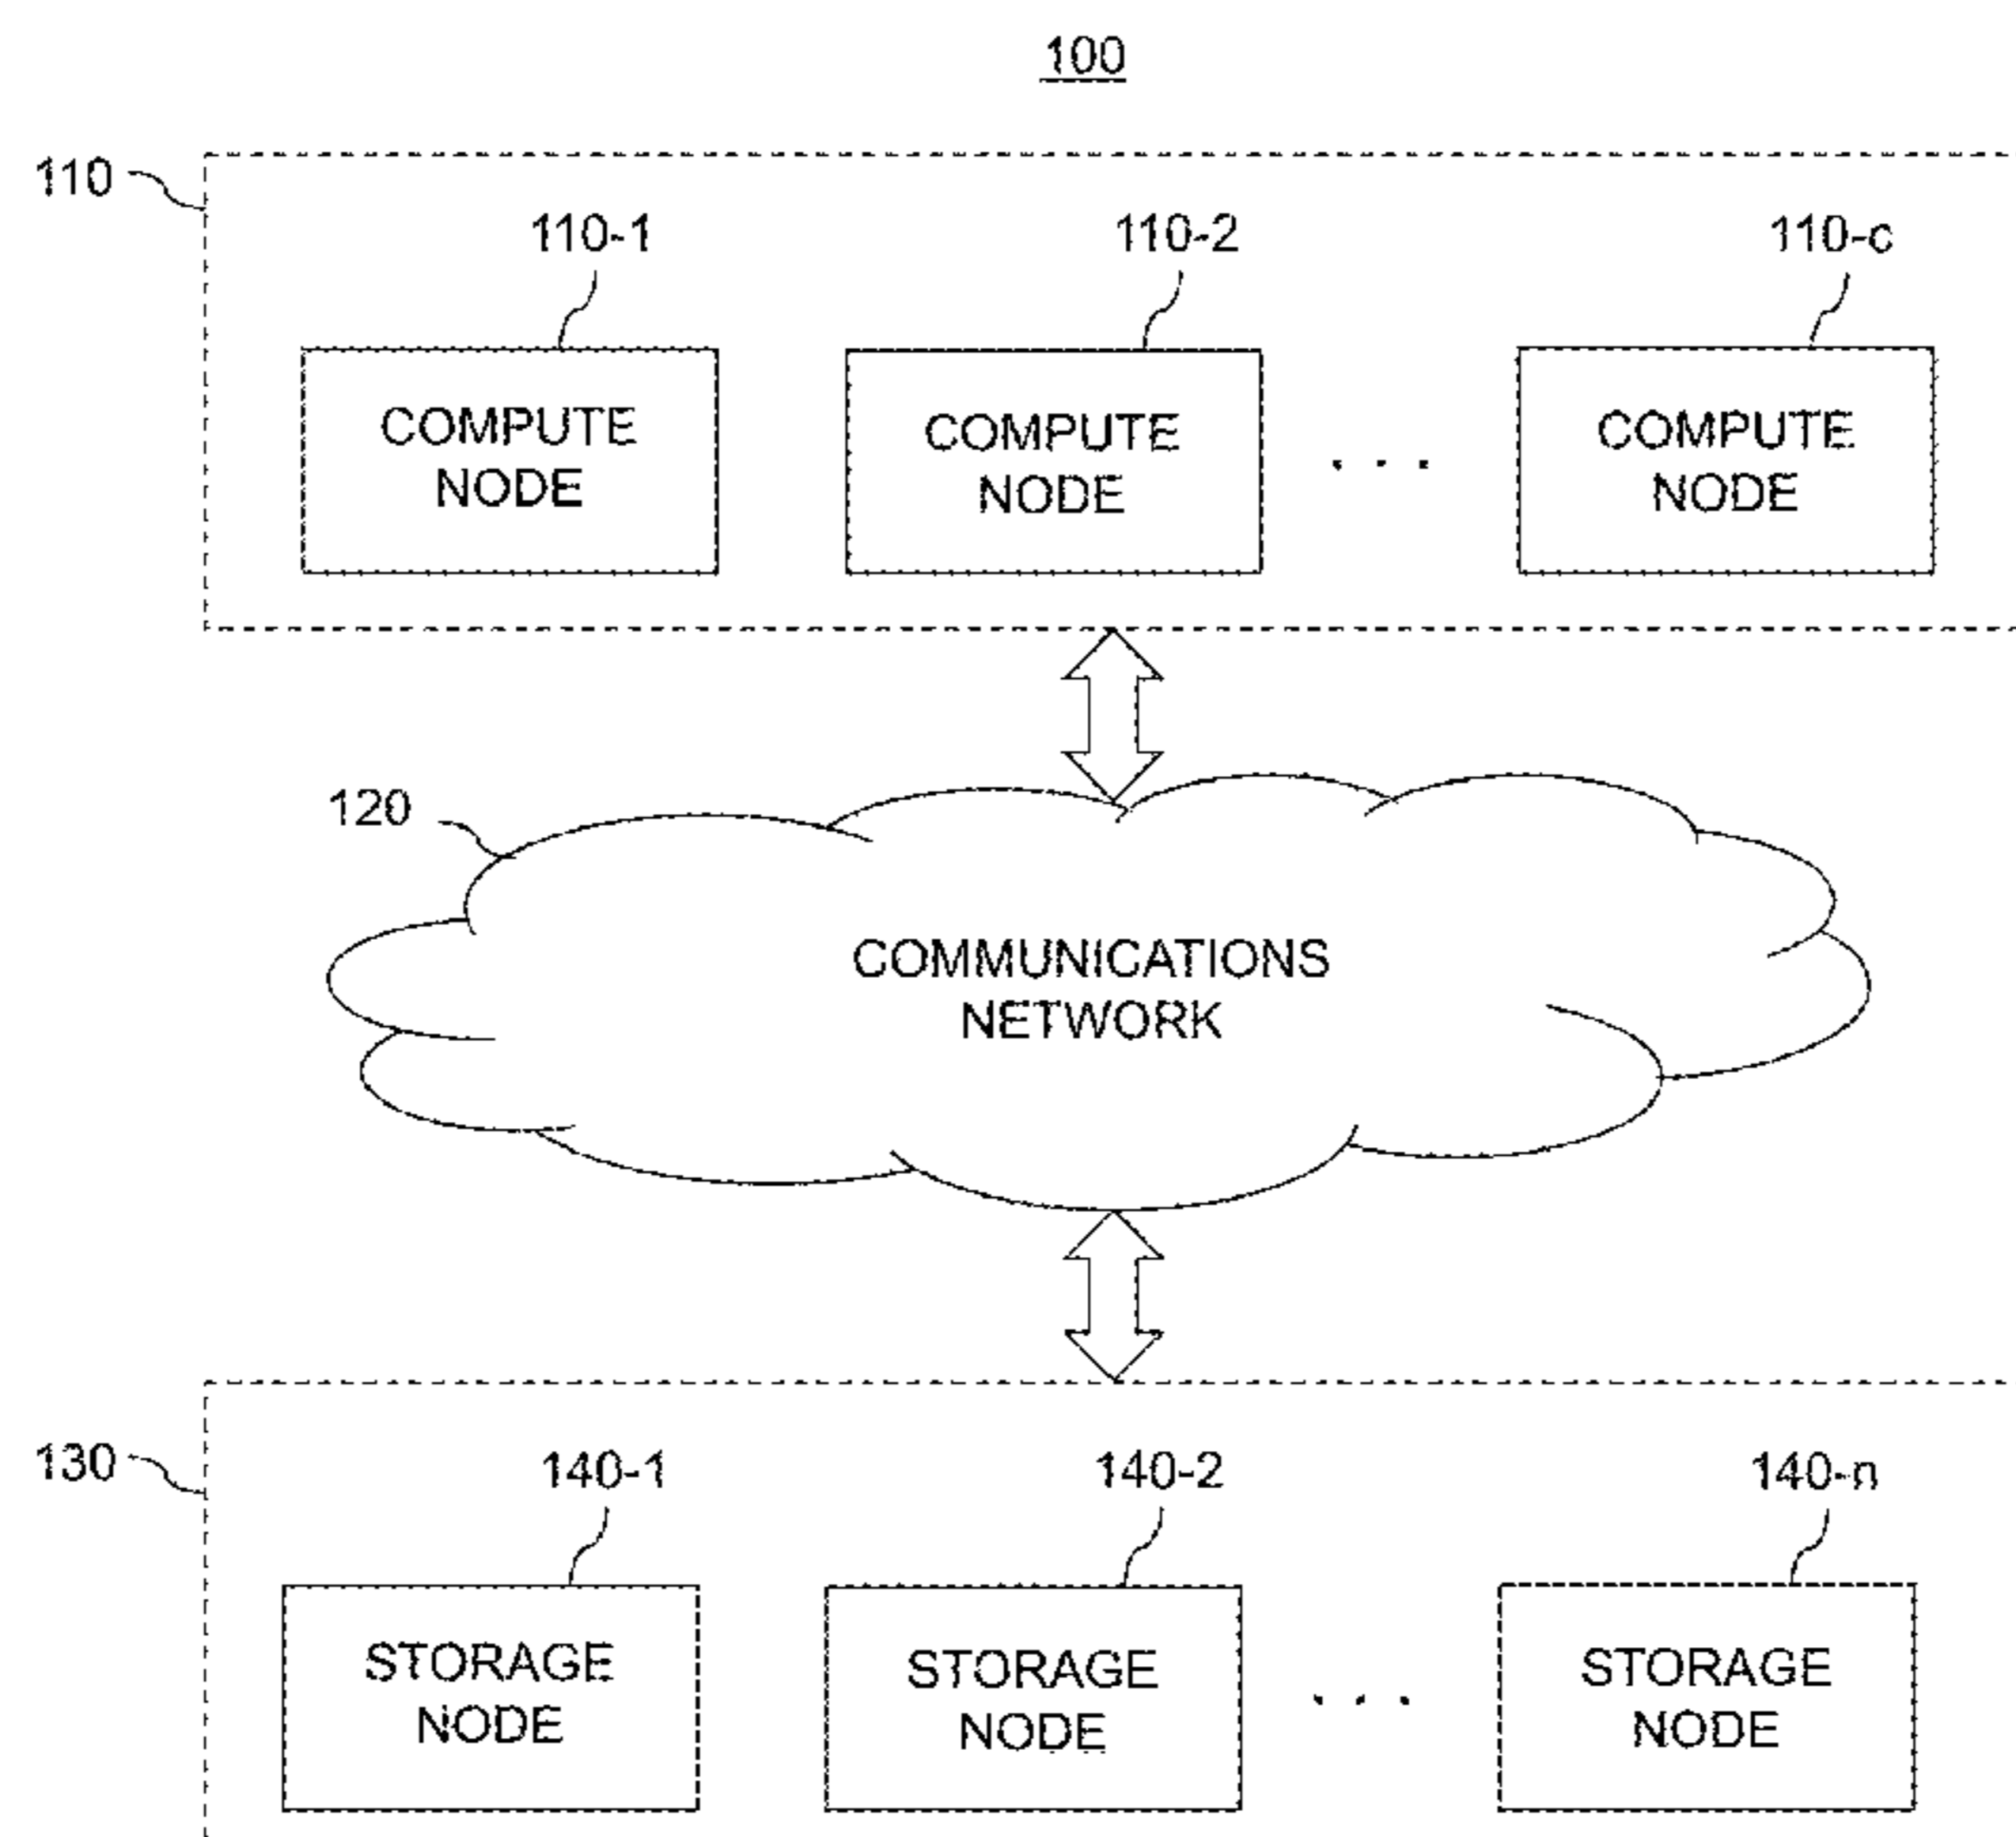 100
110
110-1
110-2
110-c
COMPUTE
NODE
COMPUTE
NODE
. . .
COMPUTE
NODE
120
COMMUNICATIONS
NETWORK
130
140-1
140-2
140-n
STORAGE
NODE
STORAGE
NODE
. . .
STORAGE
NODE